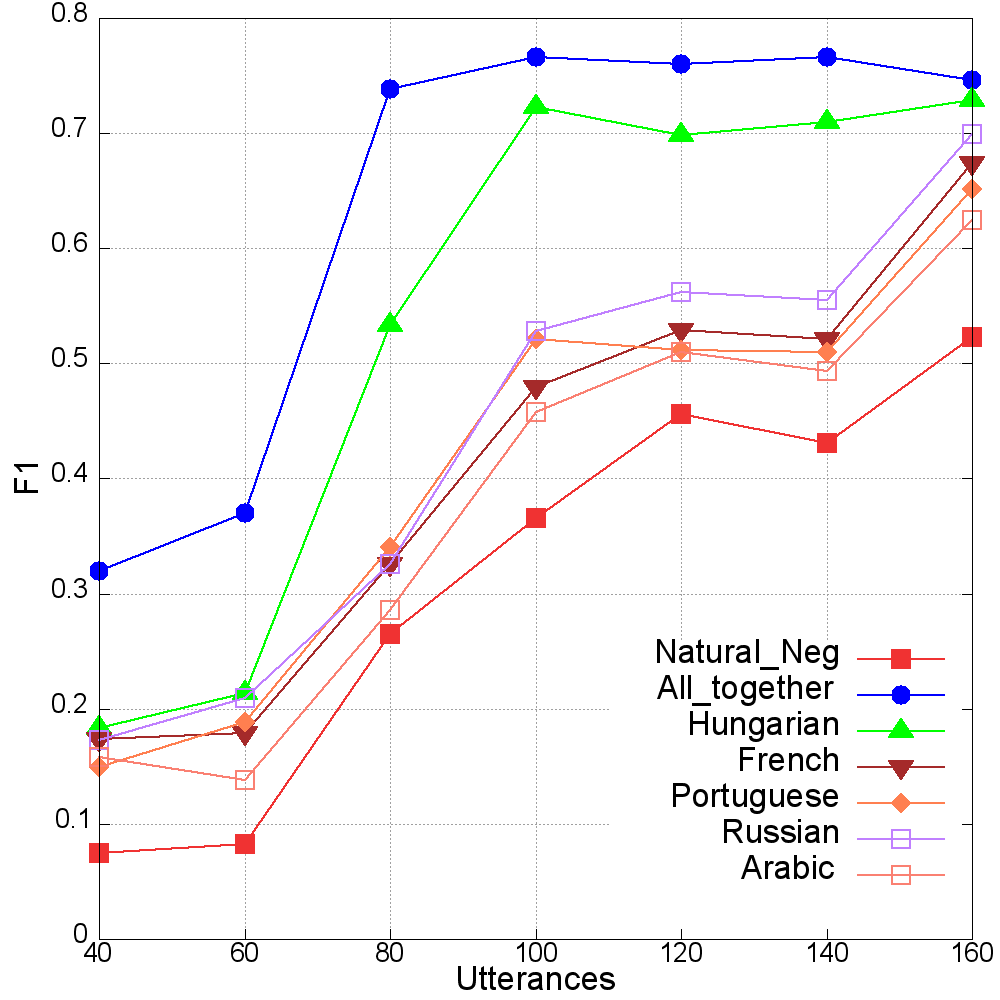 0.8
0.7
0.6
0.5
0.4
0.3
0.2
0.1
0
F1
40 60 80 100 120 140 160
Utterances
Natural_Neg
All_together
Hungarian
French
Portuguese
Russian
Arabic